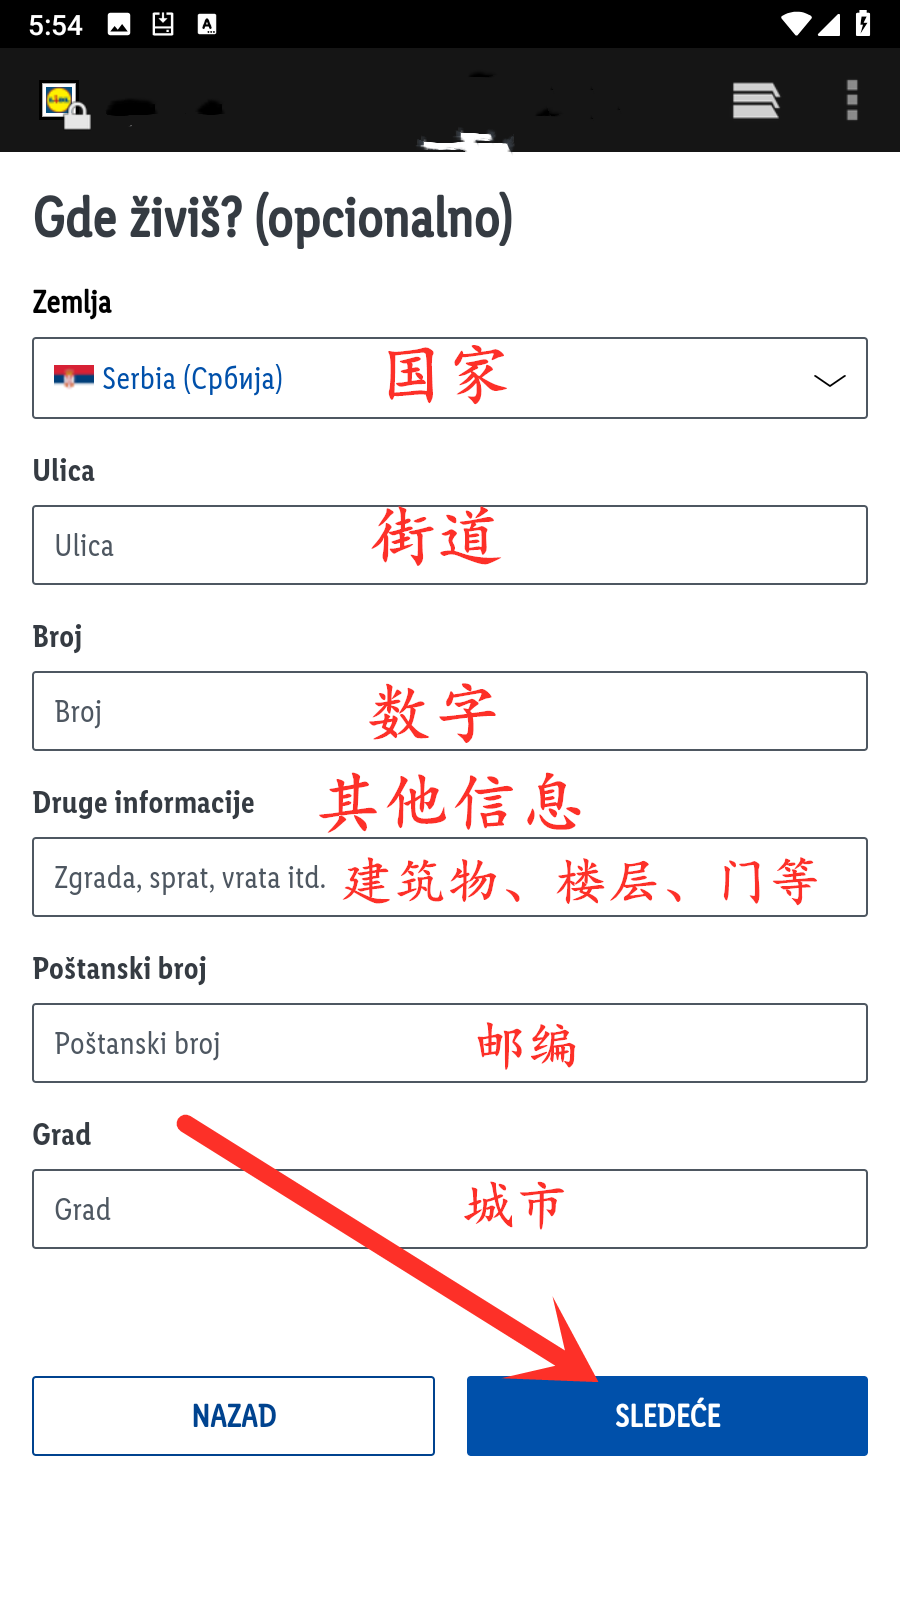 5:54
Gde živiš? (opcionalno)
Zemlja
Serbia (Србија) 国家
Ulica
Ulica 街道
Broj
Broj 数字
Druge informacije 其他信息
Zgrada, sprat, vrata itd. 建筑物、楼层、门等
Poštanski broj
Poštanski broj 邮编
Grad
Grad 城市
NAZAD SLEDEĆE